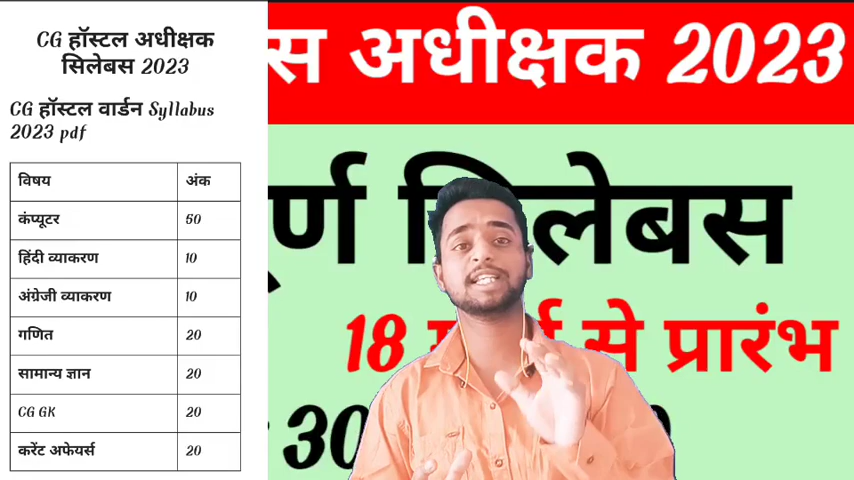 CG हॉस्टल अधीक्षक
सिलेबस 2023
CG हॉस्टल वार्डन Syllabus
2023 pdf
विषय अंक
कंप्यूटर 50
हिंदी व्याकरण 10
अंग्रेजी व्याकरण 10
गणित 20
सामान्य ज्ञान 20
CG GK 20
करेंट अफेयर्स 20
स अधीक्षक 2023
र्ण सिलेबस
18 से प्रारंभ
30